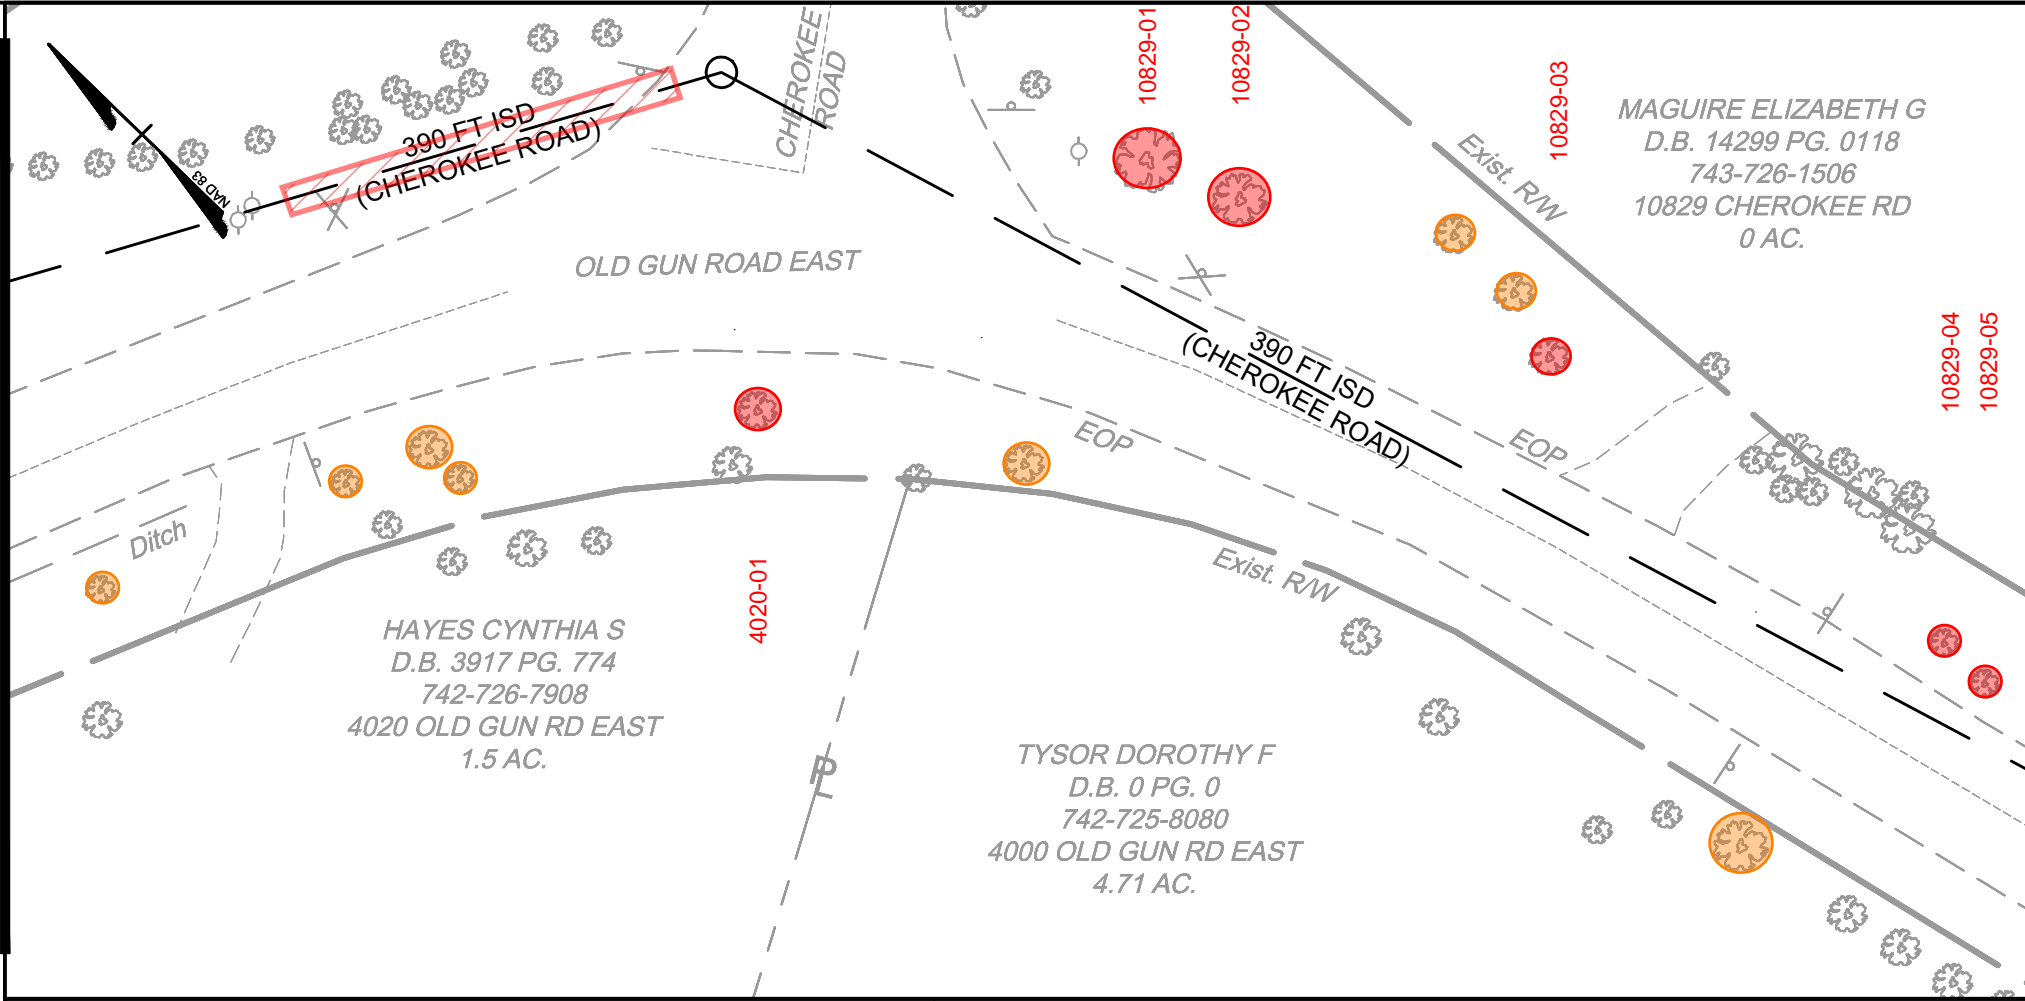 10829-01
10829-02
10829-03
CHEROKEE
ROAD
MAGUIRE ELIZABETH G
D.B. 14299 PG. 0118
743-726-1506
10829 CHEROKEE RD
0 AC.
390 FT ISD
(CHEROKEE ROAD)
NAD 83
Exist. R/W
OLD GUN ROAD EAST
390 FT ISD
(CHEROKEE ROAD)
10829-04
10829-05
EOP
EOP
Ditch
Exist. R/W
4020-01
HAYES CYNTHIA S
D.B. 3917 PG. 774
742-726-7908
4020 OLD GUN RD EAST
1.5 AC.
PL
TYSOR DOROTHY F
D.B. 0 PG. 0
742-725-8080
4000 OLD GUN RD EAST
4.71 AC.